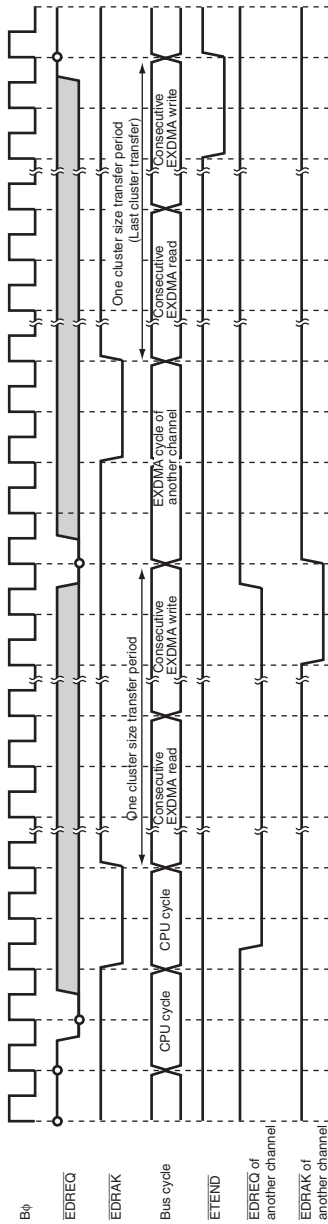 Bφ
EDREQ
EDRAK
Bus cycle
ETEND
EDREQ of
another channel
EDRAK of
another channel
CPU cycle
CPU cycle
One cluster size transfer period
Consecutive
EXDMA read
Consecutive
EXDMA write
EXDMA cycle of
another channel
One cluster size transfer period
(Last cluster transfer)
Consecutive
EXDMA read
Consecutive
EXDMA write